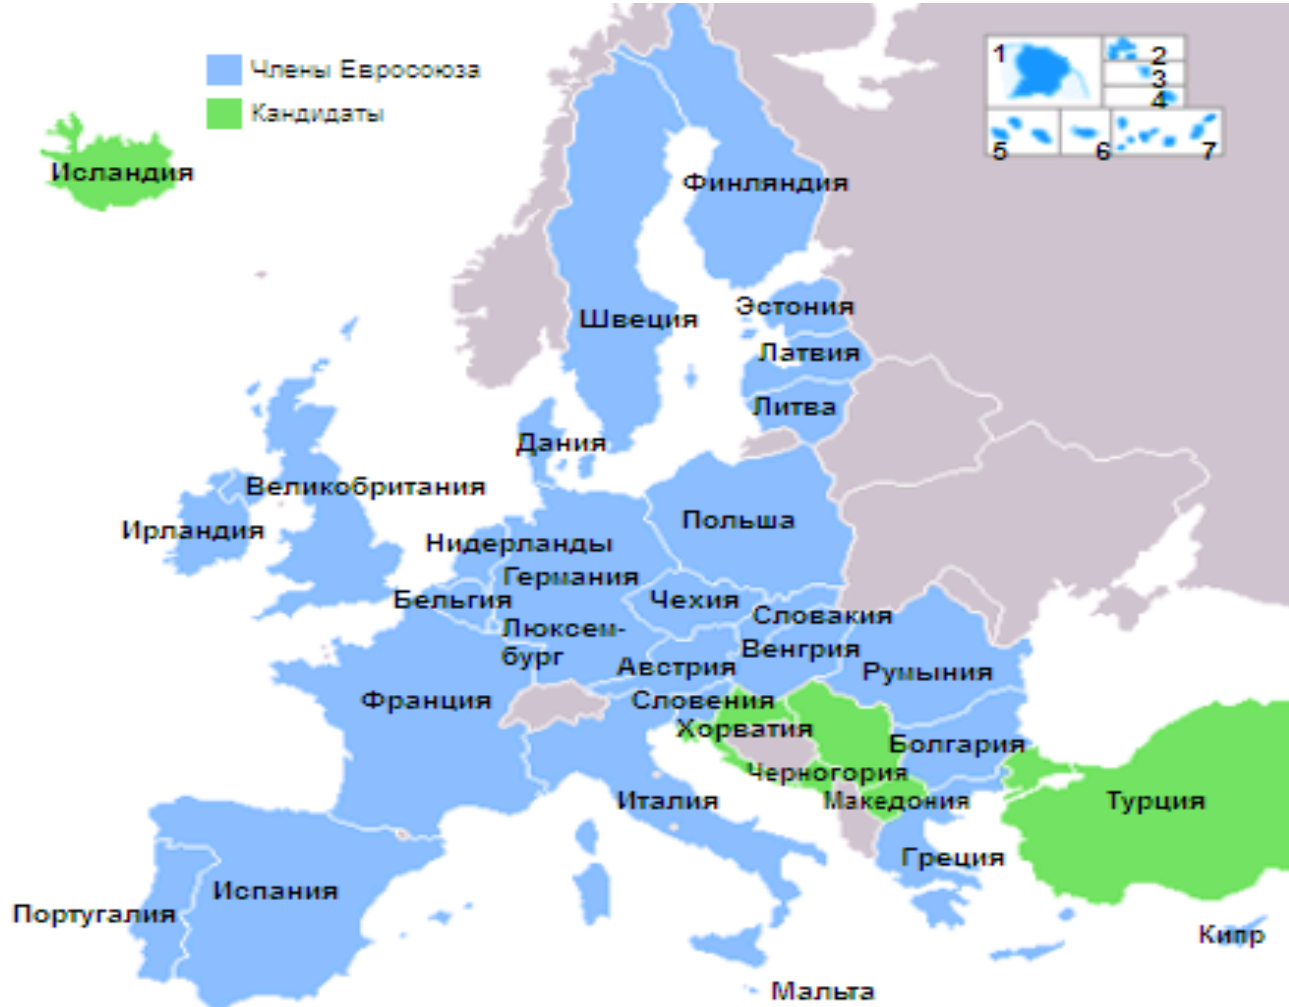 Члены Евросоюза
Кандидаты
1
2
3
4
5
6
7
Исландия
Финляндия
Эстония
Швеция
Латвия
Литва
Дания
Великобритания
Ирландия
Польша
Нидерланды
Германия
Бельгия
Чехия
Словакия
Люксем-
бург
Венгрия
Австрия
Румыния
Франция
Словения
Хорватия
Болгария
Черногория
Италия
Македония
Турция
Греция
Испания
Португалия
Кипр
Мальта